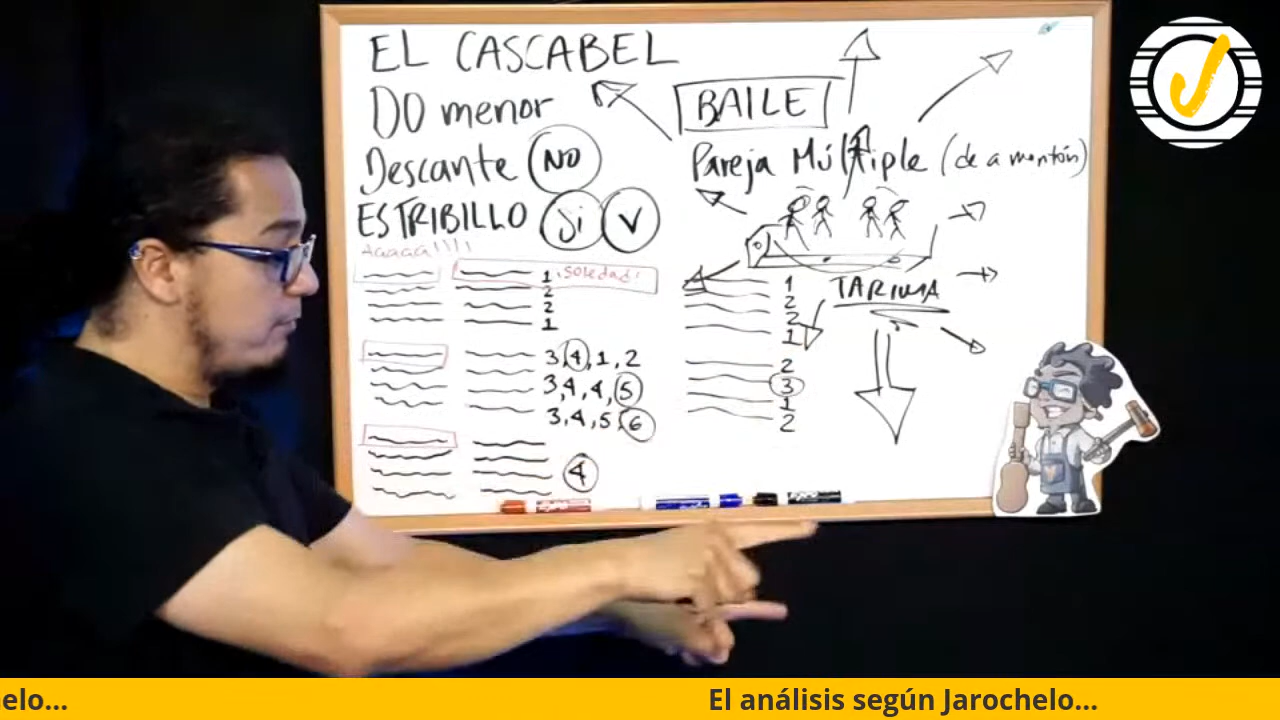 EL CASCABEL
DO menor
Descante NO
ESTRIBILLO Si V
Aaaaa!!!!
1 ¡Soledad!
2
2
1
3, 4, 1, 2
3, 4, 4, 5
3, 4, 5, 6
4
BAILE
Pareja Múltiple (de a montón)
TARIMA
1
2
2
1
2
3
1
2
elo...
El análisis según Jarochelo...